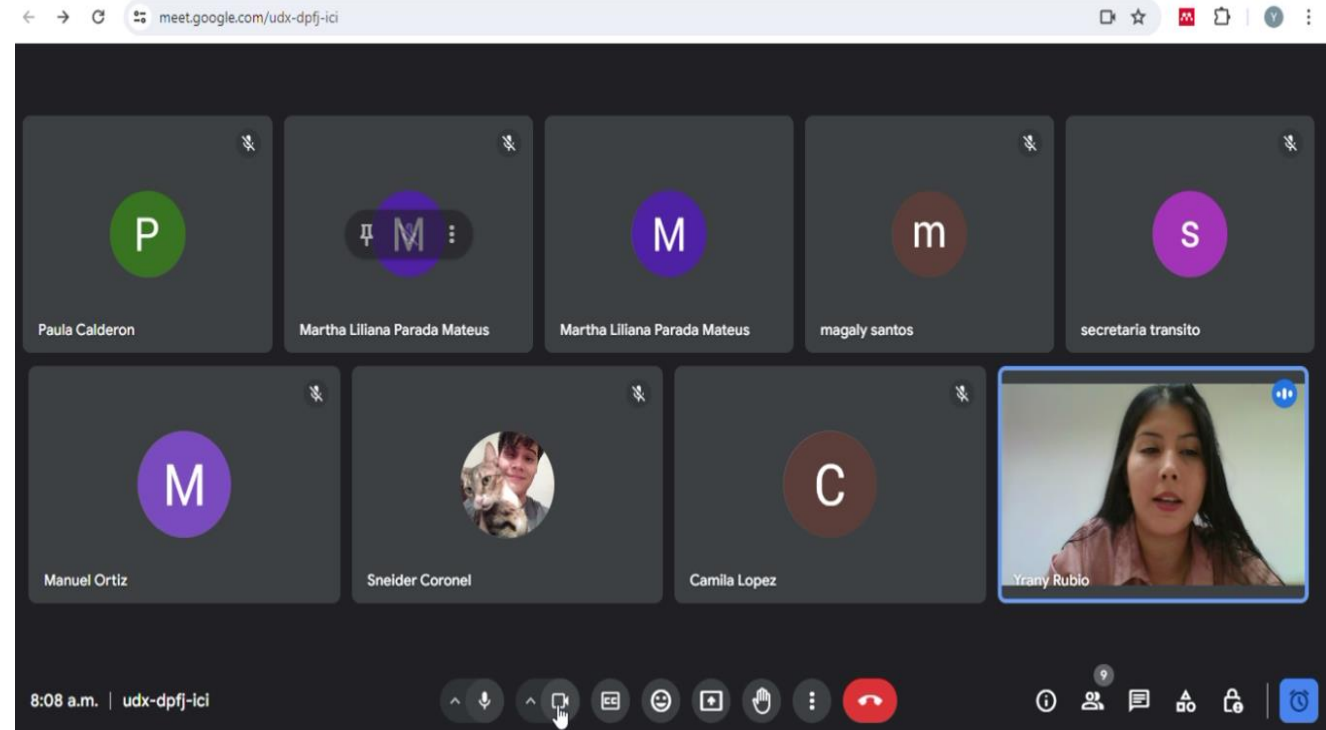 meet.google.com/udx-dpfj-ici
Y
P
M
M
m
s
Paula Calderon
Martha Liliana Parada Mateus
Martha Liliana Parada Mateus
magaly santos
secretaria transito
M
C
Manuel Ortiz
Sneider Coronel
Camila Lopez
Yrany Rubio
8:08 a.m. | udx-dpfj-ici
CC
9